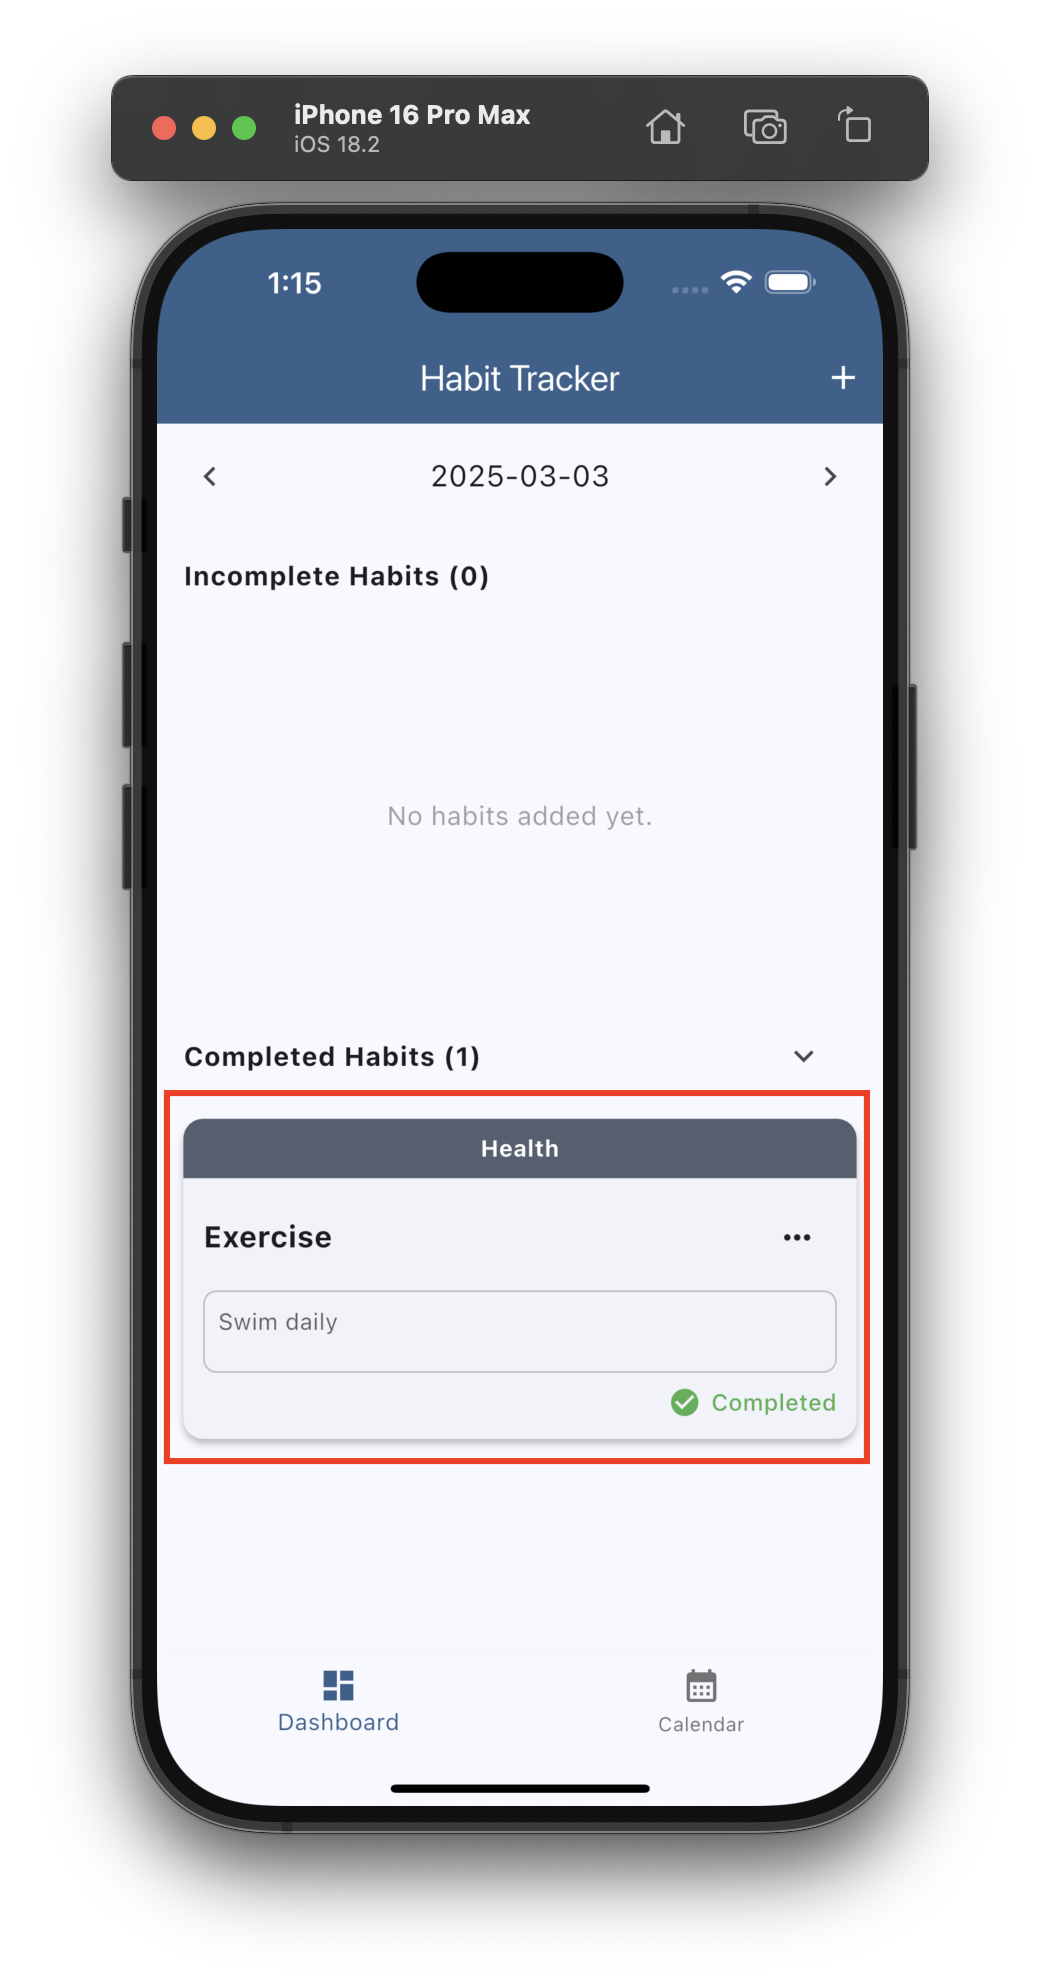 iPhone 16 Pro Max
iOS 18.2
1:15
Habit Tracker
+
2025-03-03
Incomplete Habits (0)
No habits added yet.
Completed Habits (1)
Health
Exercise
Swim daily
Completed
Dashboard
Calendar